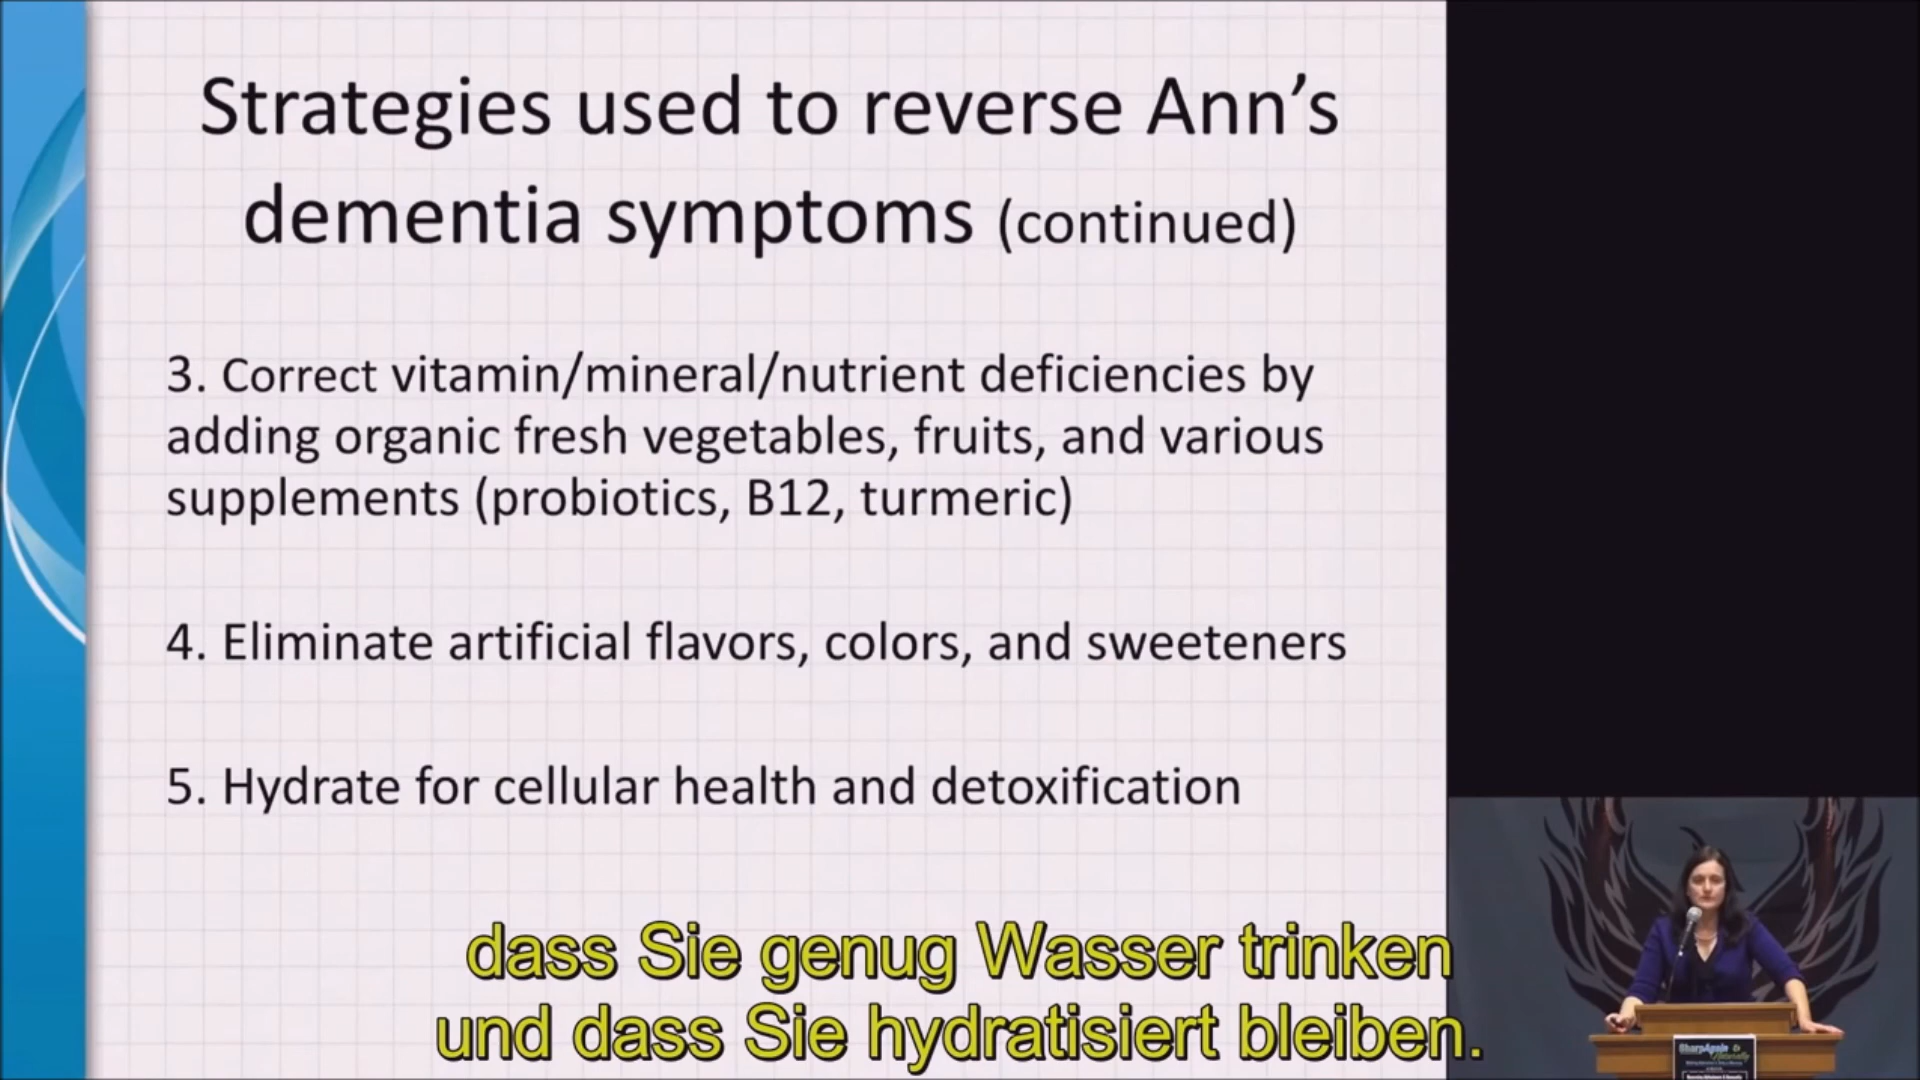 Strategies used to reverse Ann’s
dementia symptoms (continued)
3. Correct vitamin/mineral/nutrient deficiencies by
adding organic fresh vegetables, fruits, and various
supplements (probiotics, B12, turmeric)
4. Eliminate artificial flavors, colors, and sweeteners
5. Hydrate for cellular health and detoxification
dass Sie genug Wasser trinken
und dass Sie hydratisiert bleiben.
SharpAgain
Naturally